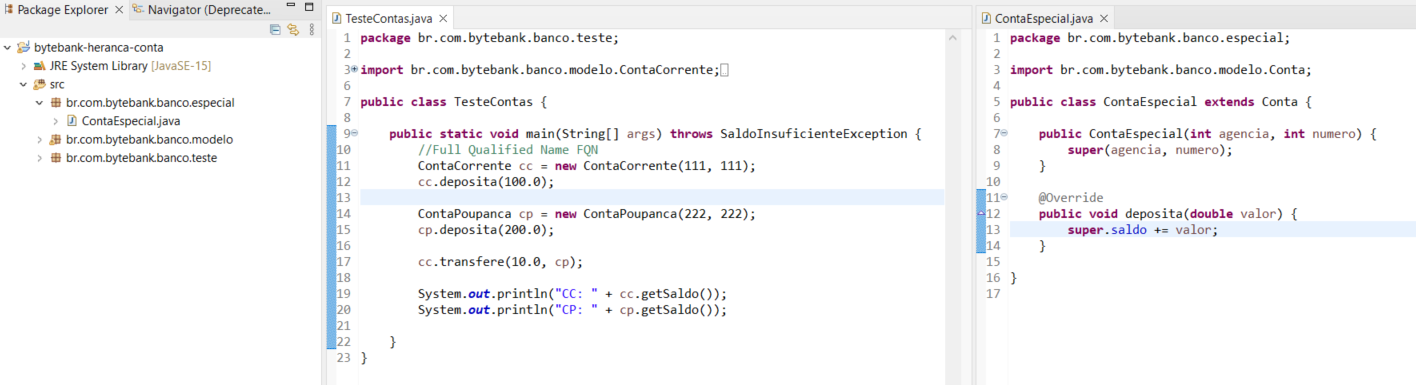 Package Explorer
Navigator (Deprecate...
bytebank-heranca-conta
JRE System Library [JavaSE-15]
src
br.com.bytebank.banco.especial
ContaEspecial.java
br.com.bytebank.banco.modelo
br.com.bytebank.banco.teste
TesteContas.java
1 package br.com.bytebank.banco.teste;
2
3 import br.com.bytebank.banco.modelo.ContaCorrente;
6
7 public class TesteContas {
8
9     public static void main(String[] args) throws SaldoInsuficienteException {
10         //Full Qualified Name FQN
11         ContaCorrente cc = new ContaCorrente(111, 111);
12         cc.deposita(100.0);
13
14         ContaPoupanca cp = new ContaPoupanca(222, 222);
15         cp.deposita(200.0);
16
17         cc.transfere(10.0, cp);
18
19         System.out.println("CC: " + cc.getSaldo());
20         System.out.println("CP: " + cp.getSaldo());
21
22     }
23 }
ContaEspecial.java
1 package br.com.bytebank.banco.especial;
2
3 import br.com.bytebank.banco.modelo.Conta;
4
5 public class ContaEspecial extends Conta {
6
7     public ContaEspecial(int agencia, int numero) {
8         super(agencia, numero);
9     }
10
11     @Override
12     public void deposita(double valor) {
13         super.saldo += valor;
14     }
15
16 }
17